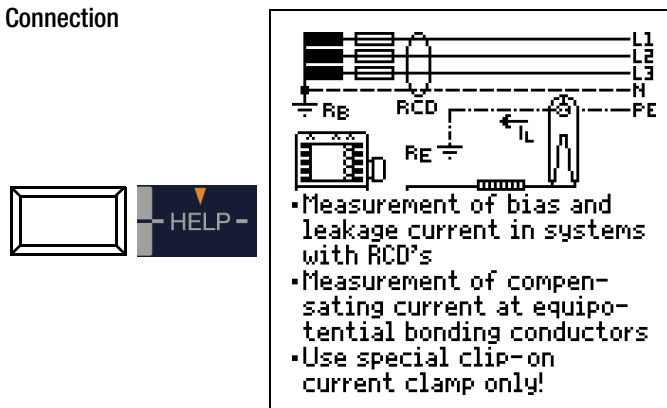 Connection
L1
L2
L3
N
RB RCD PE
IL
RE
HELP
▪Measurement of bias and
leakage current in systems
with RCD's
▪Measurement of compen-
sating current at equipo-
tential bonding conductors
▪Use special clip-on
current clamp only!